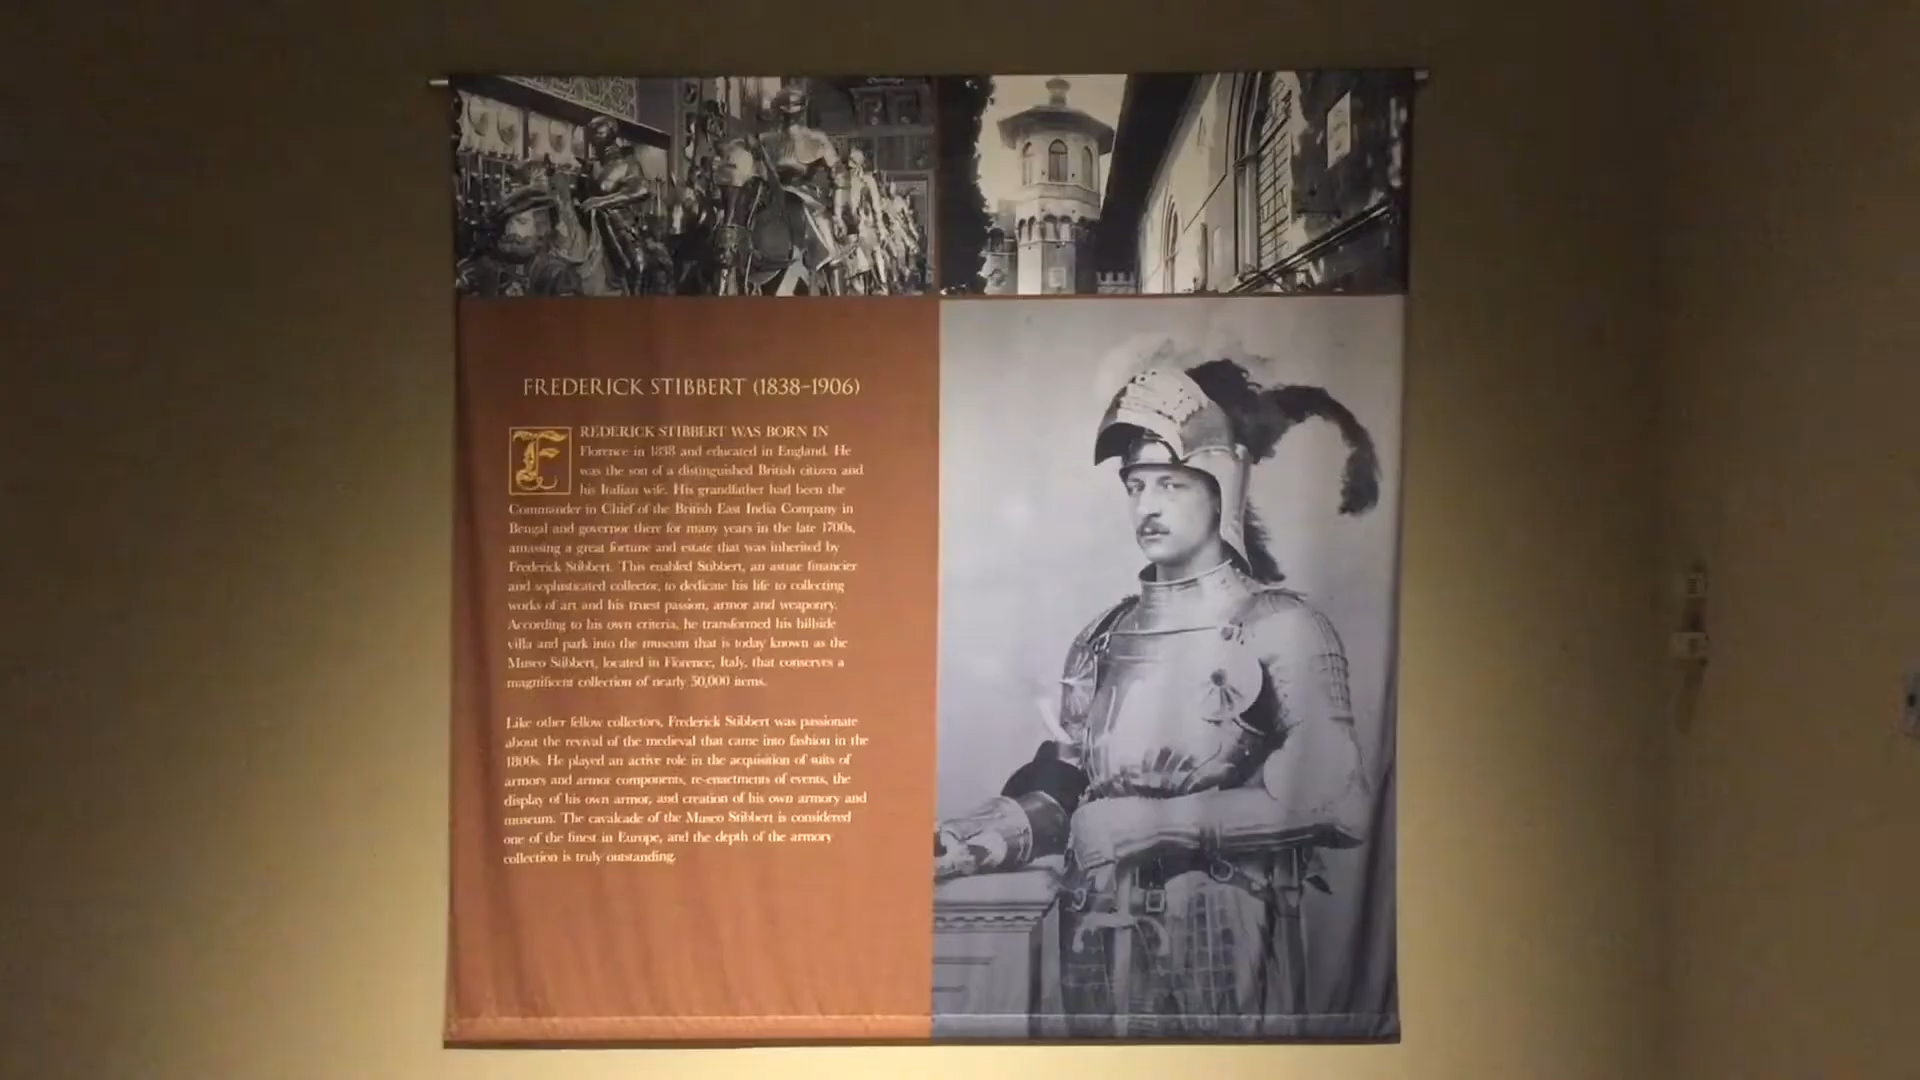 FREDERICK STIBBERT (1838–1906)
FREDERICK STIBBERT WAS BORN IN
Florence in 1838 and educated in England. He
was the son of a distinguished British citizen and
his Italian wife. His grandfather had been the
Commander in Chief of the British East India Company in
Bengal and governor there for many years in the late 1700s,
amassing a great fortune and estate that was inherited by
Frederick Stibbert. This enabled Stibbert, an astute financier
and sophisticated collector, to dedicate his life to collecting
works of art and his truest passion, armor and weaponry.
According to his own criteria, he transformed his hillside
villa and park into the museum that is today known as the
Museo Stibbert, located in Florence, Italy, that conserves a
magnificent collection of nearly 50,000 items.
Like other fellow collectors, Frederick Stibbert was passionate
about the revival of the medieval that came into fashion in the
1800s. He played an active role in the acquisition of suits of
armors and armor components, re-enactments of events, the
display of his own armor, and creation of his own armory and
museum. The cavalcade of the Museo Stibbert is considered
one of the finest in Europe, and the depth of the armory
collection is truly outstanding.